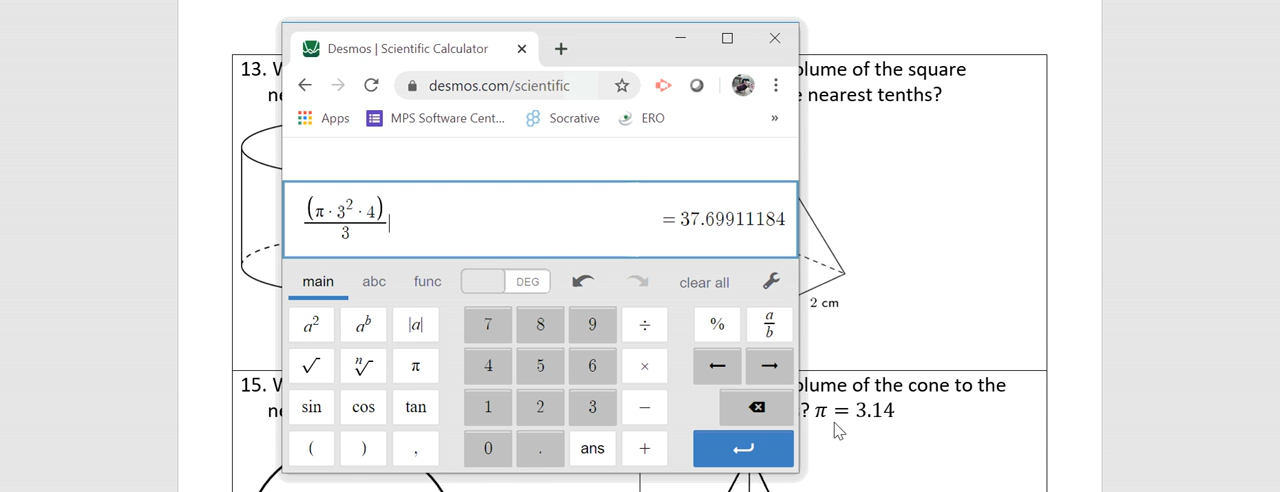 Desmos | Scientific Calculator
desmos.com/scientific
Apps MPS Software Cent... Socrative ERO »
(π · 3² · 4)
3
= 37.69911184
main abc func DEG clear all
a² aᵇ |a| 7 8 9 ÷ % a/b
√ ⁿ√ π 4 5 6 × ← →
sin cos tan 1 2 3 −
( ) , 0 . ans +
13.
ne
olume of the square
nearest tenths?
2 cm
15.
ne
olume of the cone to the
? π = 3.14